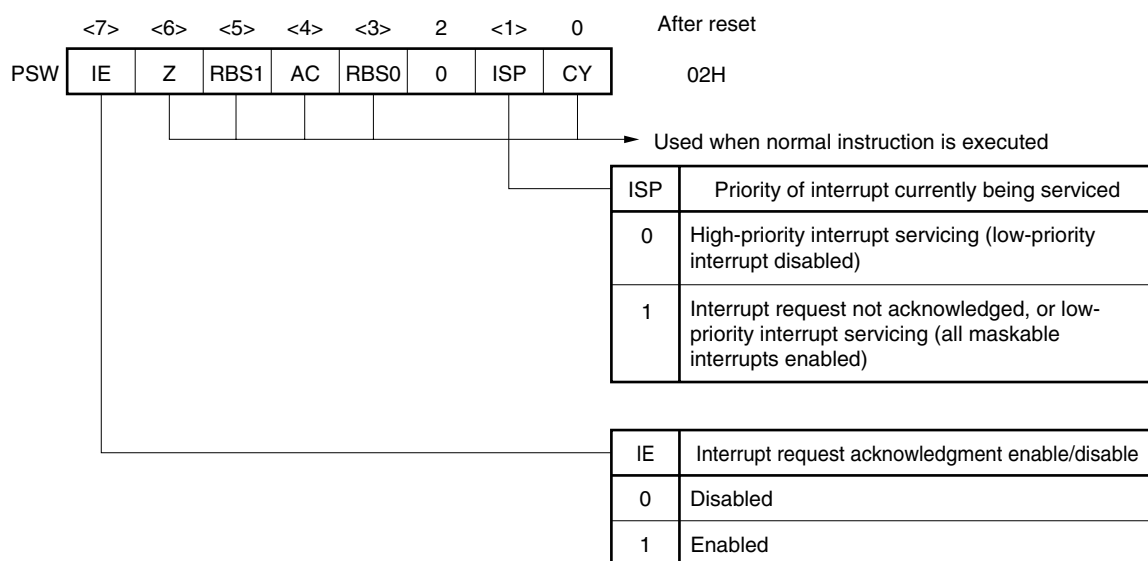 <7> <6> <5> <4> <3> 2 <1> 0 After reset
PSW IE Z RBS1 AC RBS0 0 ISP CY 02H
Used when normal instruction is executed
ISP Priority of interrupt currently being serviced
0 High-priority interrupt servicing (low-priority
interrupt disabled)
1 Interrupt request not acknowledged, or low-
priority interrupt servicing (all maskable
interrupts enabled)
IE Interrupt request acknowledgment enable/disable
0 Disabled
1 Enabled